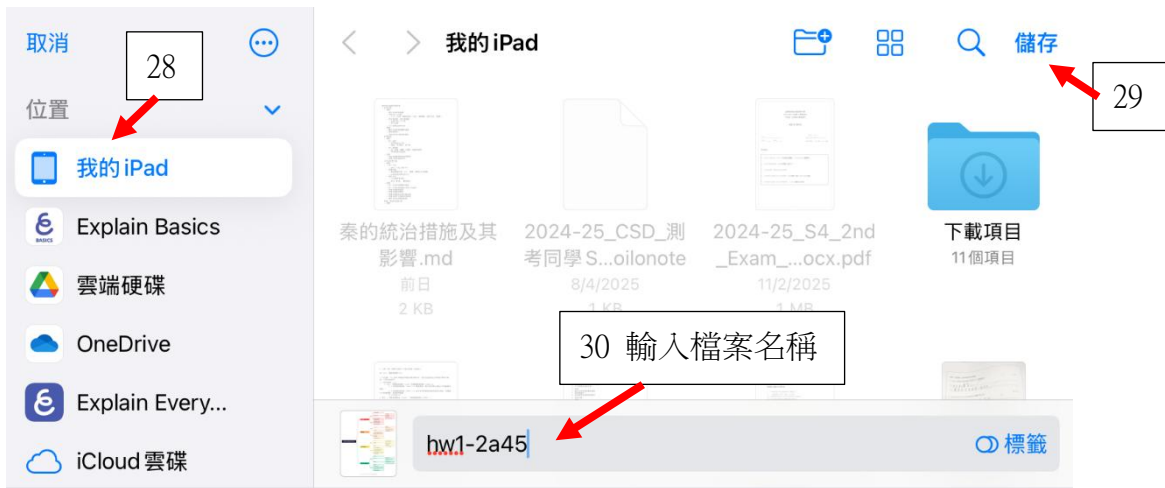 取消
28
位置
我的 iPad
Explain Basics
BASICS
雲端硬碟
OneDrive
Explain Every...
iCloud 雲碟
我的 iPad
儲存
29
秦的統治措施及其
影響.md
前日
2 KB
2024-25_CSD_測
考同學 S...oilonote
8/4/2025
1 KB
2024-25_S4_2nd
_Exam_...ocx.pdf
11/2/2025
1 MB
下載項目
11個項目
30 輸入檔案名稱
hw1-2a45
標籤